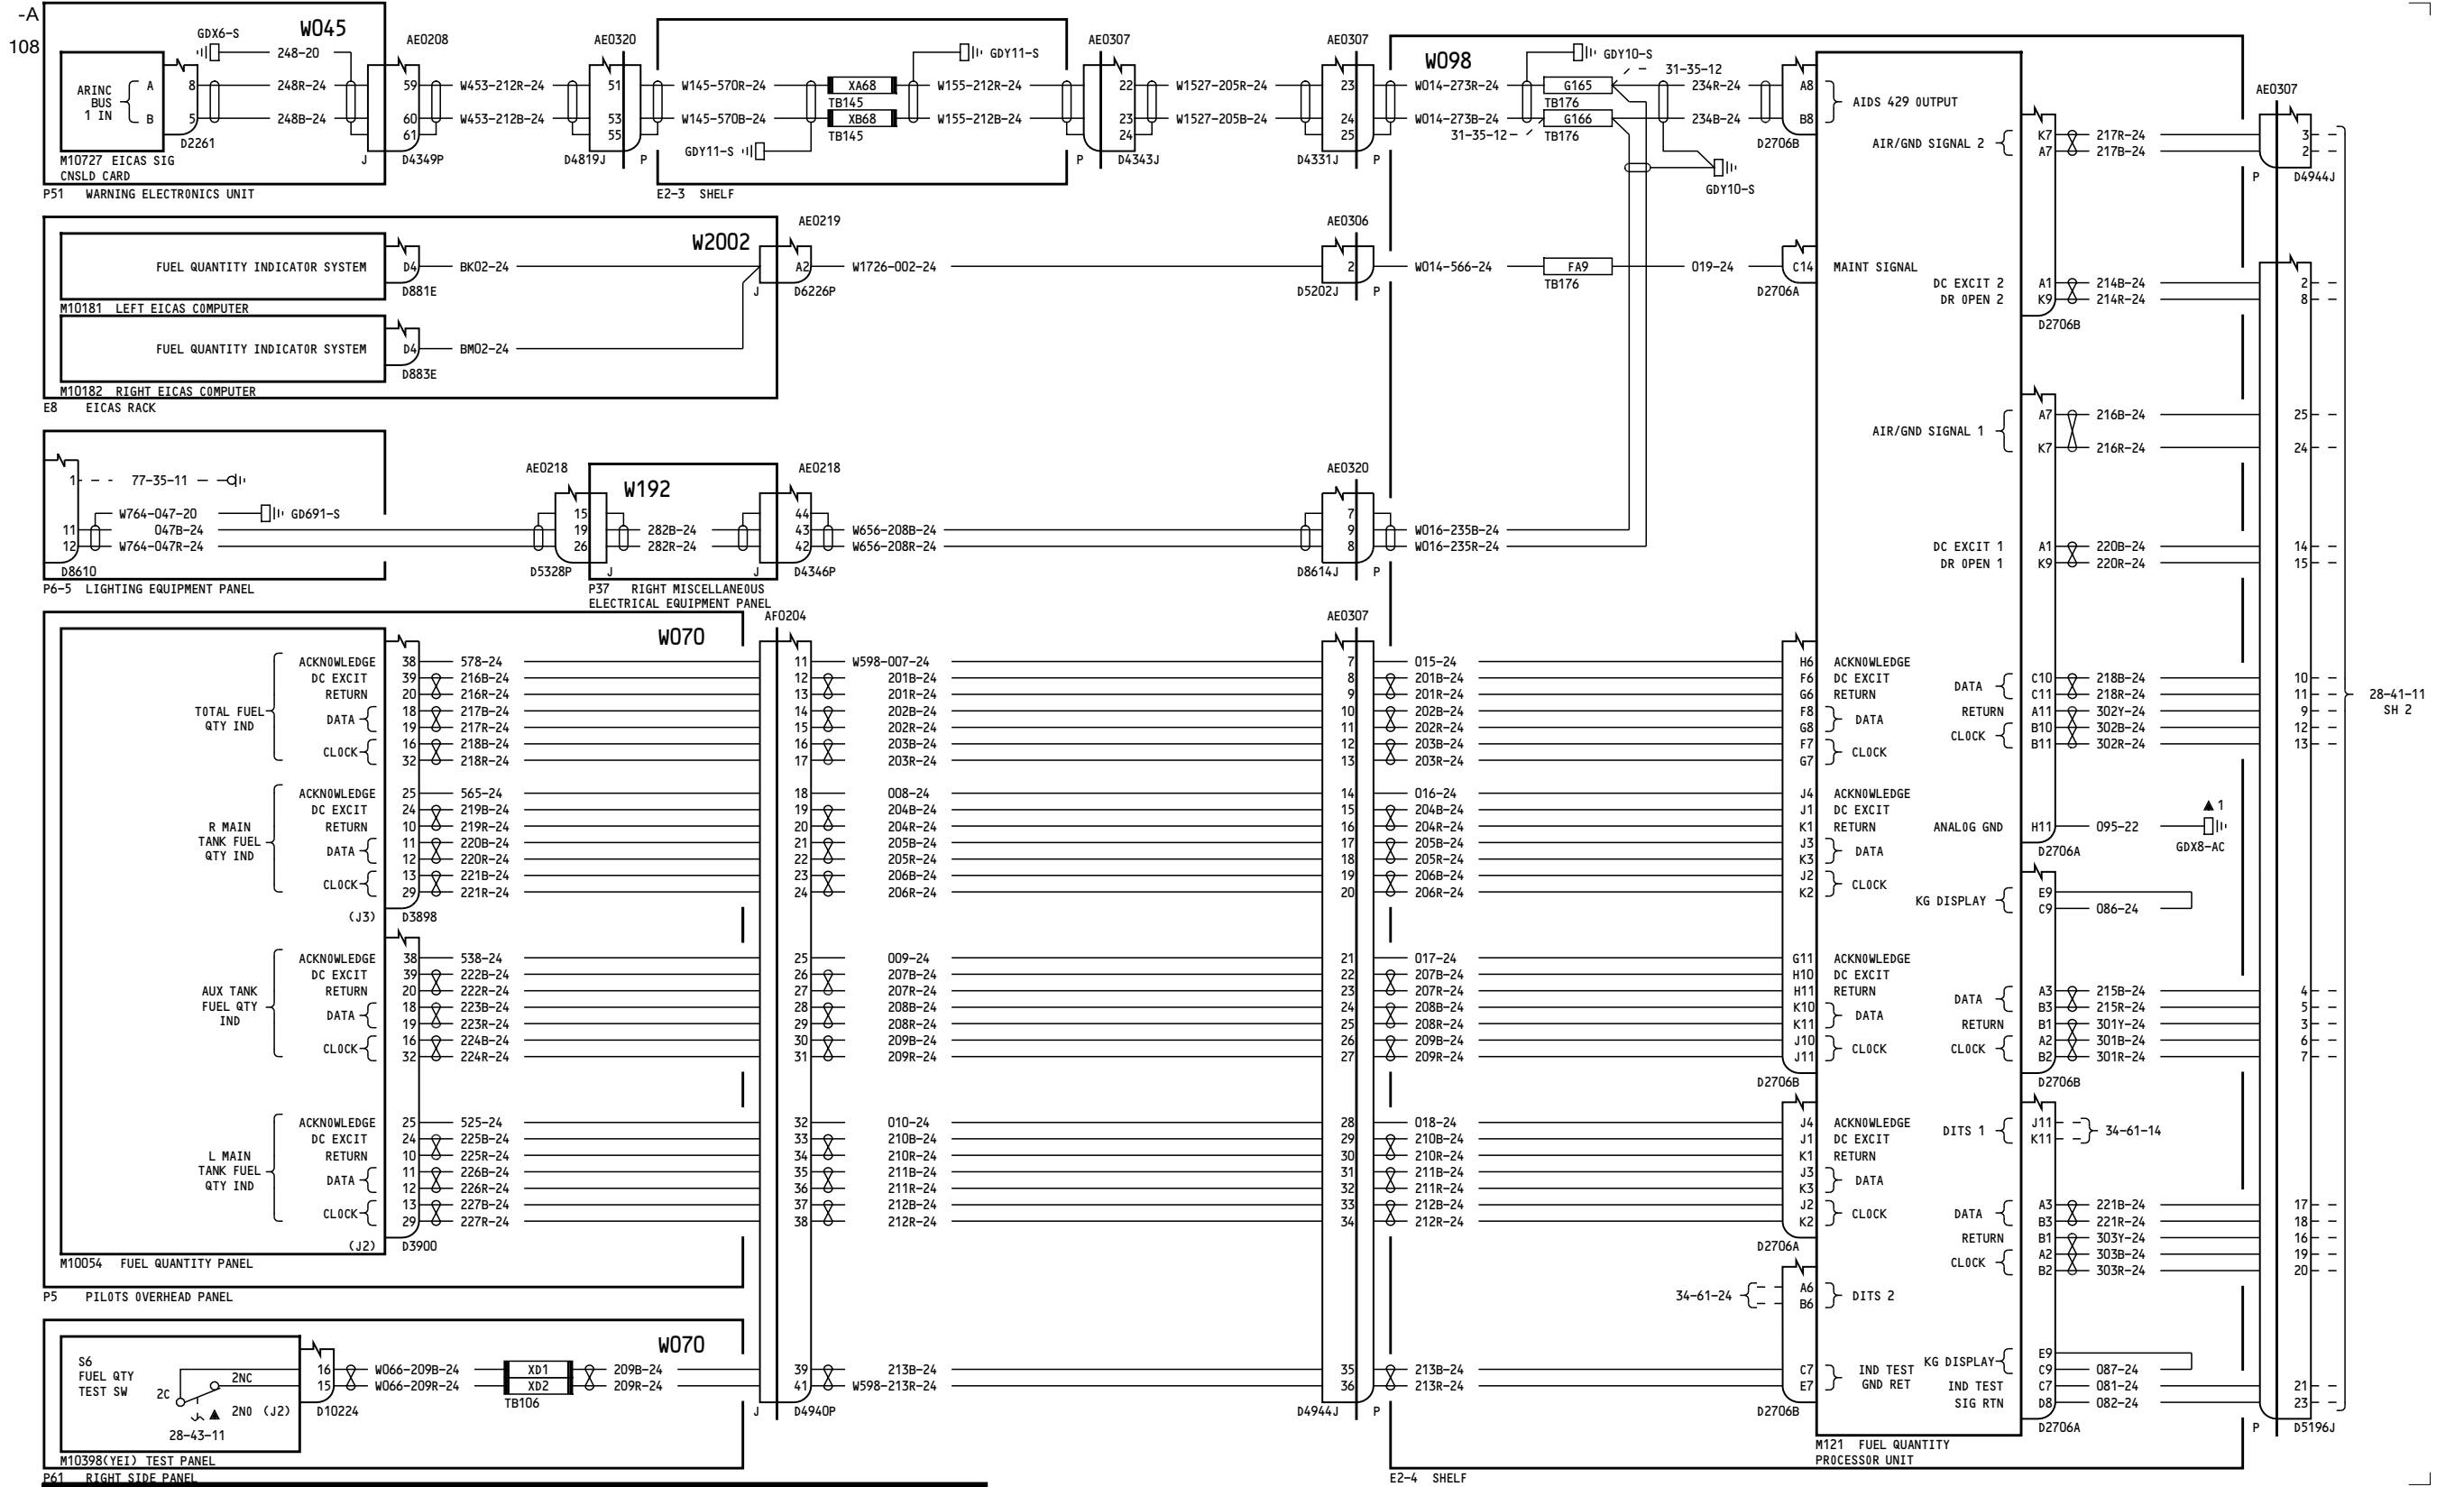 -A
108
W045
GDX6-S
248-20
ARINC
BUS
1 IN
A
B
8
5
248R-24
248B-24
D2261
M10727 EICAS SIG
CNSLD CARD
P51 WARNING ELECTRONICS UNIT
AE0208
59
60
61
J
D4349P
W453-212R-24
W453-212B-24
AE0320
51
53
55
D4819J
P
W145-570R-24
W145-570B-24
XA68
TB145
XB68
TB145
GDY11-S
GDY11-S
W155-212R-24
W155-212B-24
E2-3 SHELF
AE0307
22
23
24
P
D4343J
W1527-205R-24
W1527-205B-24
AE0307
23
24
25
D4331J
P
W098
W014-273R-24
W014-273B-24
31-35-12
GDY10-S
G165
TB176
G166
TB176
31-35-12
234R-24
234B-24
GDY10-S
A8
B8
D2706B
AIDS 429 OUTPUT
AIR/GND SIGNAL 2
K7
A7
217R-24
217B-24
AE0307
3
2
P
D4944J
W2002
FUEL QUANTITY INDICATOR SYSTEM
D4
BK02-24
D881E
M10181 LEFT EICAS COMPUTER
FUEL QUANTITY INDICATOR SYSTEM
D4
BM02-24
D883E
M10182 RIGHT EICAS COMPUTER
E8 EICAS RACK
AE0219
A2
J
D6226P
W1726-002-24
AE0306
2
D5202J
P
W014-566-24
FA9
TB176
019-24
C14
D2706A
MAINT SIGNAL
DC EXCIT 2
DR OPEN 2
A1
K9
214B-24
214R-24
D2706B
2
8
AIR/GND SIGNAL 1
A7
K7
216B-24
216R-24
25
24
1
77-35-11
W764-047-20
GD691-S
11
047B-24
12
W764-047R-24
D8610
P6-5 LIGHTING EQUIPMENT PANEL
AE0218
15
19
26
D5328P
J
W192
282B-24
282R-24
P37 RIGHT MISCELLANEOUS
ELECTRICAL EQUIPMENT PANEL
AE0218
44
43
42
J
D4346P
W656-208B-24
W656-208R-24
AE0320
7
9
8
D8614J
P
W016-235B-24
W016-235R-24
DC EXCIT 1
DR OPEN 1
A1
K9
220B-24
220R-24
14
15
W070
AF0204
AE0307
TOTAL FUEL
QTY IND
ACKNOWLEDGE 38 578-24 11 W598-007-24 7 015-24 H6 ACKNOWLEDGE
DC EXCIT 39 216B-24 12 201B-24 8 201B-24 F6 DC EXCIT
RETURN 20 216R-24 13 201R-24 9 201R-24 G6 RETURN
DATA 18 217B-24 14 202B-24 10 202B-24 F8 DATA
19 217R-24 15 202R-24 11 202R-24 G8
CLOCK 16 218B-24 16 203B-24 12 203B-24 F7 CLOCK
32 218R-24 17 203R-24 13 203R-24 G7
DATA C10 218B-24 10
C11 218R-24 11
RETURN A11 302Y-24 9
CLOCK B10 302B-24 12
B11 302R-24 13
28-41-11
SH 2
R MAIN
TANK FUEL
QTY IND
ACKNOWLEDGE 25 565-24 18 008-24 14 016-24 J4 ACKNOWLEDGE
DC EXCIT 24 219B-24 19 204B-24 15 204B-24 J1 DC EXCIT
RETURN 10 219R-24 20 204R-24 16 204R-24 K1 RETURN
DATA 11 220B-24 21 205B-24 17 205B-24 J3 DATA
12 220R-24 22 205R-24 18 205R-24 K3
CLOCK 13 221B-24 23 206B-24 19 206B-24 J2 CLOCK
29 221R-24 24 206R-24 20 206R-24 K2
(J3) D3898
ANALOG GND H11 095-22
▲ 1
GDX8-AC
D2706A
KG DISPLAY E9
C9 086-24
AUX TANK
FUEL QTY
IND
ACKNOWLEDGE 38 538-24 25 009-24 21 017-24 G11 ACKNOWLEDGE
DC EXCIT 39 222B-24 26 207B-24 22 207B-24 H10 DC EXCIT
RETURN 20 222R-24 27 207R-24 23 207R-24 H11 RETURN
DATA 18 223B-24 28 208B-24 24 208B-24 K10 DATA
19 223R-24 29 208R-24 25 208R-24 K11
CLOCK 16 224B-24 30 209B-24 26 209B-24 J10 CLOCK
32 224R-24 31 209R-24 27 209R-24 J11
D2706B
DATA A3 215B-24 4
B3 215R-24 5
RETURN B1 301Y-24 3
CLOCK A2 301B-24 6
B2 301R-24 7
D2706B
L MAIN
TANK FUEL
QTY IND
ACKNOWLEDGE 25 525-24 32 010-24 28 018-24 J4 ACKNOWLEDGE
DC EXCIT 24 225B-24 33 210B-24 29 210B-24 J1 DC EXCIT
RETURN 10 225R-24 34 210R-24 30 210R-24 K1 RETURN
DATA 11 226B-24 35 211B-24 31 211B-24 J3 DATA
12 226R-24 36 211R-24 32 211R-24 K3
CLOCK 13 227B-24 37 212B-24 33 212B-24 J2 CLOCK
29 227R-24 38 212R-24 34 212R-24 K2
(J2) D3900
D2706A
M10054 FUEL QUANTITY PANEL
P5 PILOTS OVERHEAD PANEL
DITS 1 J11
K11
34-61-14
DATA A3 221B-24 17
B3 221R-24 18
RETURN B1 303Y-24 16
CLOCK A2 303B-24 19
B2 303R-24 20
34-61-24
A6
B6
DITS 2
W070
S6
FUEL QTY
TEST SW
2C
2NC
2NO (J2)
28-43-11
16 W066-209B-24 XD1 209B-24 39 213B-24 35 213B-24 C7 IND TEST
15 W066-209R-24 XD2 209R-24 41 W598-213R-24 36 213R-24 E7 GND RET
D10224
TB106
J D4940P
D4944J P
D2706B
KG DISPLAY E9
C9 087-24
IND TEST C7 081-24 21
SIG RTN D8 082-24 23
D2706A
P D5196J
M10398(YEI) TEST PANEL
P61 RIGHT SIDE PANEL
M121 FUEL QUANTITY
PROCESSOR UNIT
E2-4 SHELF